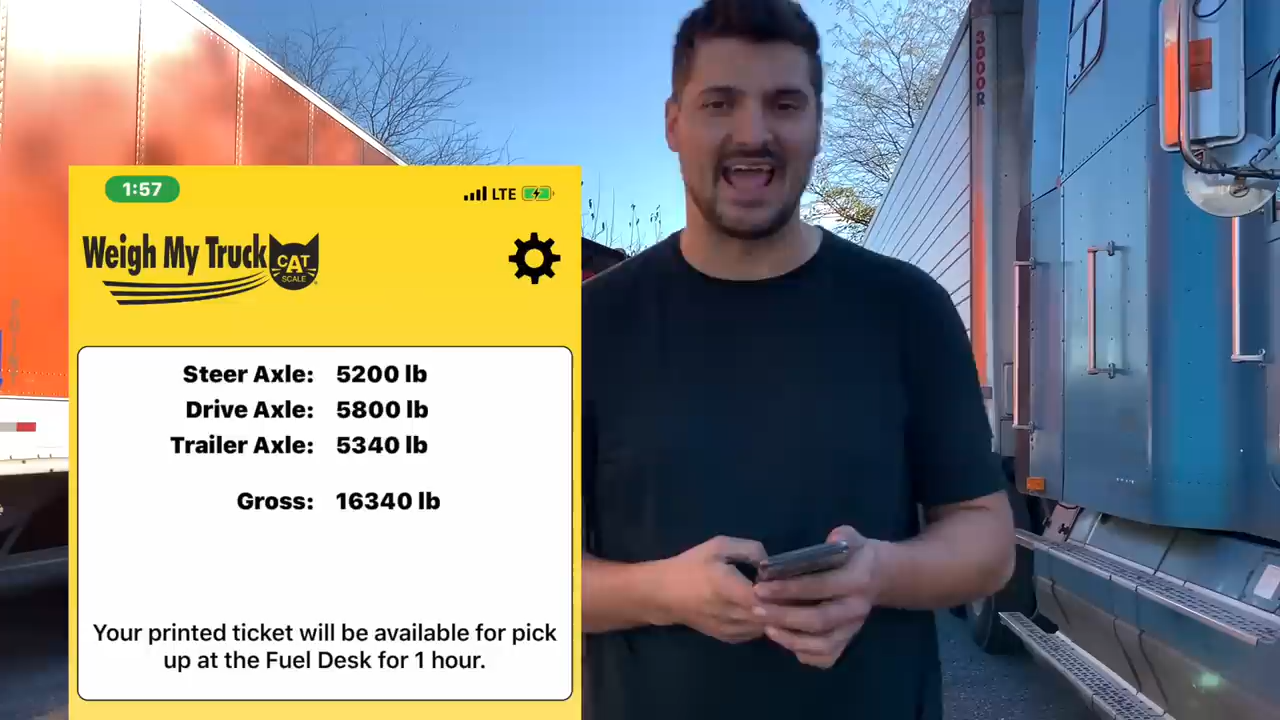 1:57
LTE
Weigh My Truck
CAT
SCALE
Steer Axle: 5200 lb
Drive Axle: 5800 lb
Trailer Axle: 5340 lb
Gross: 16340 lb
Your printed ticket will be available for pick
up at the Fuel Desk for 1 hour.
3000R